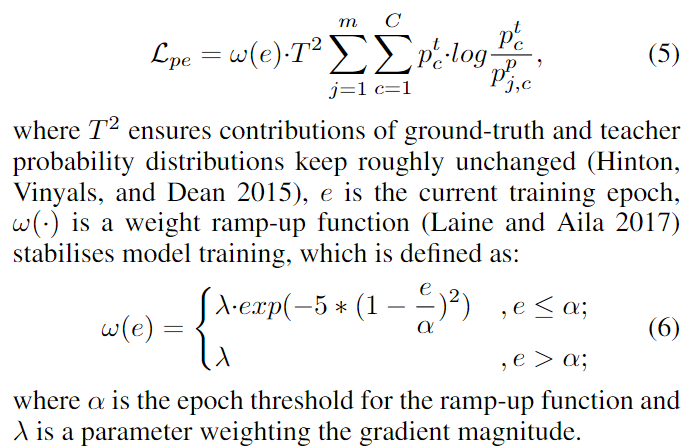 $$\mathcal{L}_{pe} = \omega(e) \cdot T^2 \sum_{j=1}^{m} \sum_{c=1}^{C} p_c^t \cdot log \frac{p_c^t}{p_{j,c}^p}, \quad (5)$$
where $T^2$ ensures contributions of ground-truth and teacher
probability distributions keep roughly unchanged (Hinton,
Vinyals, and Dean 2015), $e$ is the current training epoch,
$\omega(\cdot)$ is a weight ramp-up function (Laine and Aila 2017)
stabilises model training, which is defined as:
$$\omega(e) = \begin{cases} \lambda \cdot exp(-5 * (1 - \frac{e}{\alpha})^2) & , e \leq \alpha; \\ \lambda & , e > \alpha; \end{cases} \quad (6)$$
where $\alpha$ is the epoch threshold for the ramp-up function and
$\lambda$ is a parameter weighting the gradient magnitude.